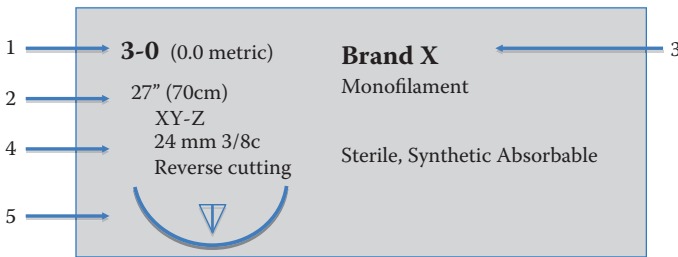 1
3-0 (0.0 metric)
Brand X
3
2
27” (70cm)
Monofilament
XY-Z
4
24 mm 3/8c
Sterile, Synthetic Absorbable
Reverse cutting
5